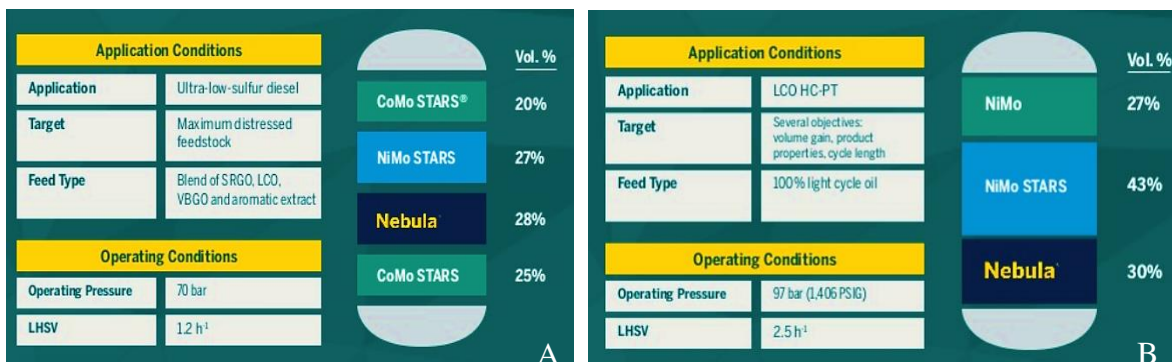 Application Conditions
Application
Ultra-low-sulfur diesel
Target
Maximum distressed
feedstock
Feed Type
Blend of SRGO, LCO,
VBGO and aromatic extract
Operating Conditions
Operating Pressure
70 bar
LHSV
1.2 h⁻¹
Vol. %
CoMo STARS®
20%
NiMo STARS
27%
Nebula
28%
CoMo STARS
25%
A
Application Conditions
Application
LCO HC-PT
Target
Several objectives:
volume gain, product
properties, cycle length
Feed Type
100% light cycle oil
Operating Conditions
Operating Pressure
97 bar (1,406 PSIG)
LHSV
2.5 h⁻¹
Vol. %
NiMo
27%
NiMo STARS
43%
Nebula
30%
B